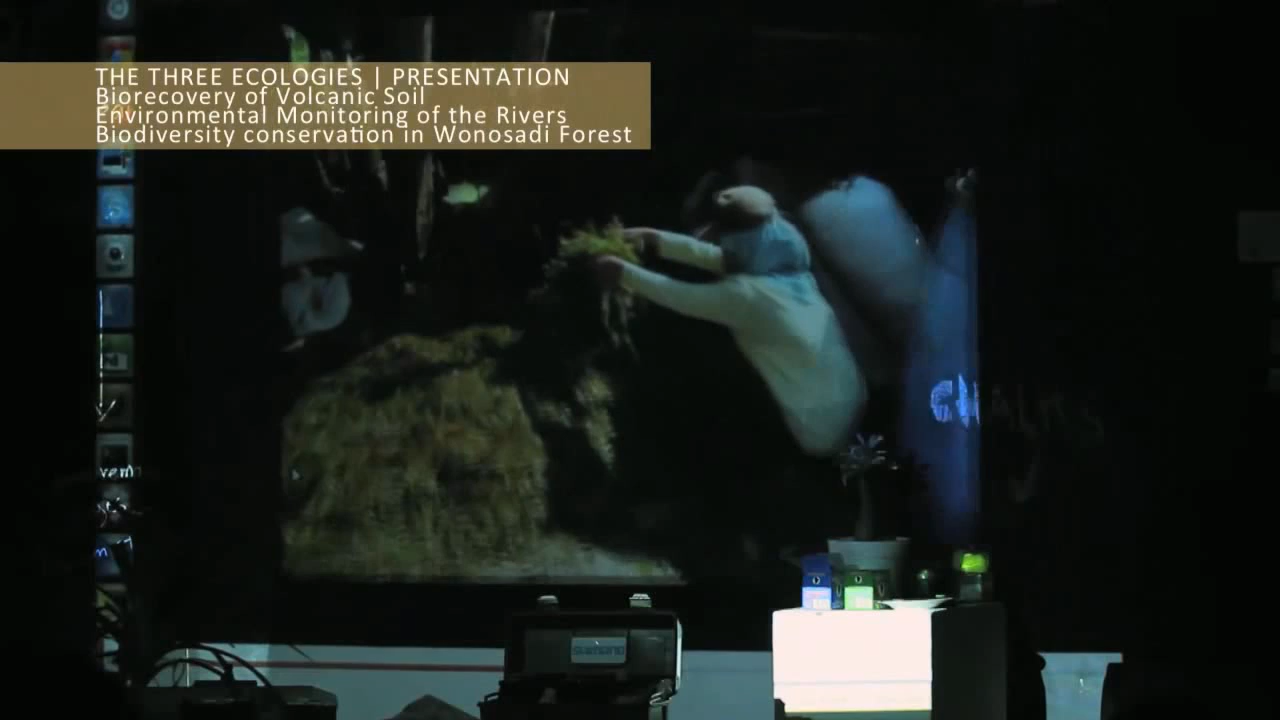 THE THREE ECOLOGIES | PRESENTATION
Biorecovery of Volcanic Soil
Environmental Monitoring of the Rivers
Biodiversity conservation in Wonosadi Forest